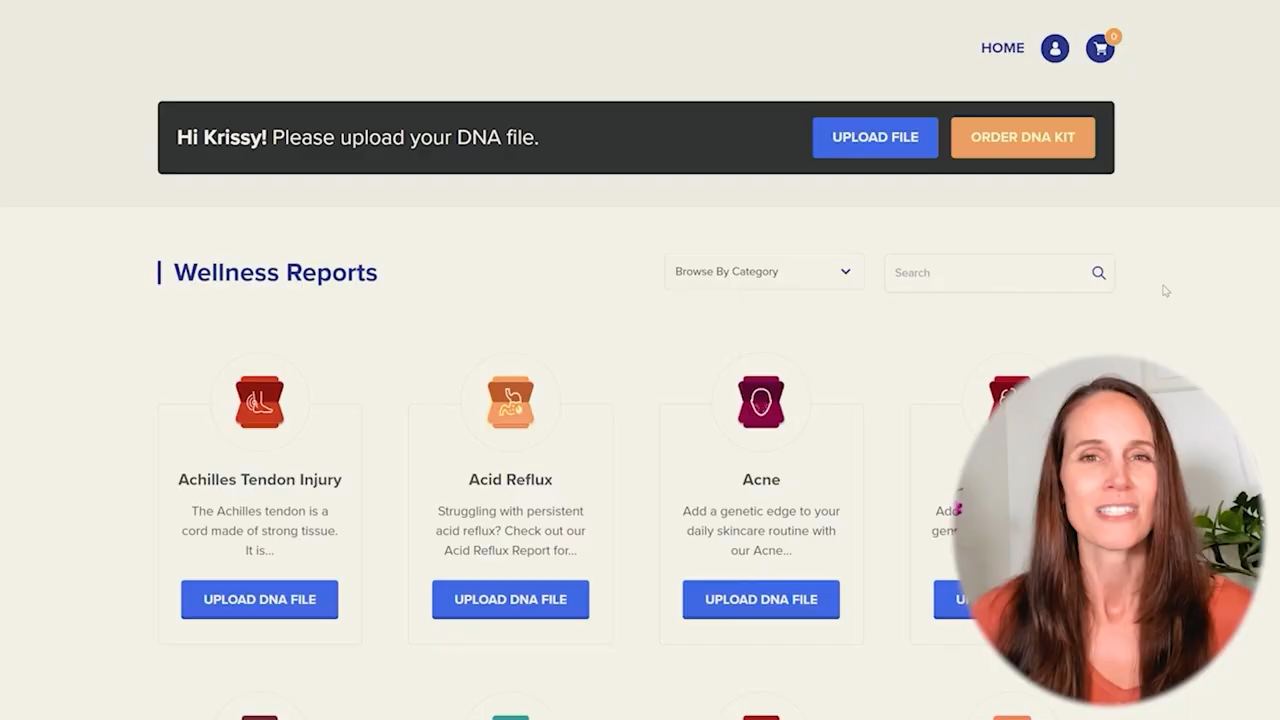 HOME
0
Hi Krissy! Please upload your DNA file.
UPLOAD FILE
ORDER DNA KIT
Wellness Reports
Browse By Category
Search
Achilles Tendon Injury
The Achilles tendon is a
cord made of strong tissue.
It is...
UPLOAD DNA FILE
Acid Reflux
Struggling with persistent
acid reflux? Check out our
Acid Reflux Report for...
UPLOAD DNA FILE
Acne
Add a genetic edge to your
daily skincare routine with
our Acne...
UPLOAD DNA FILE